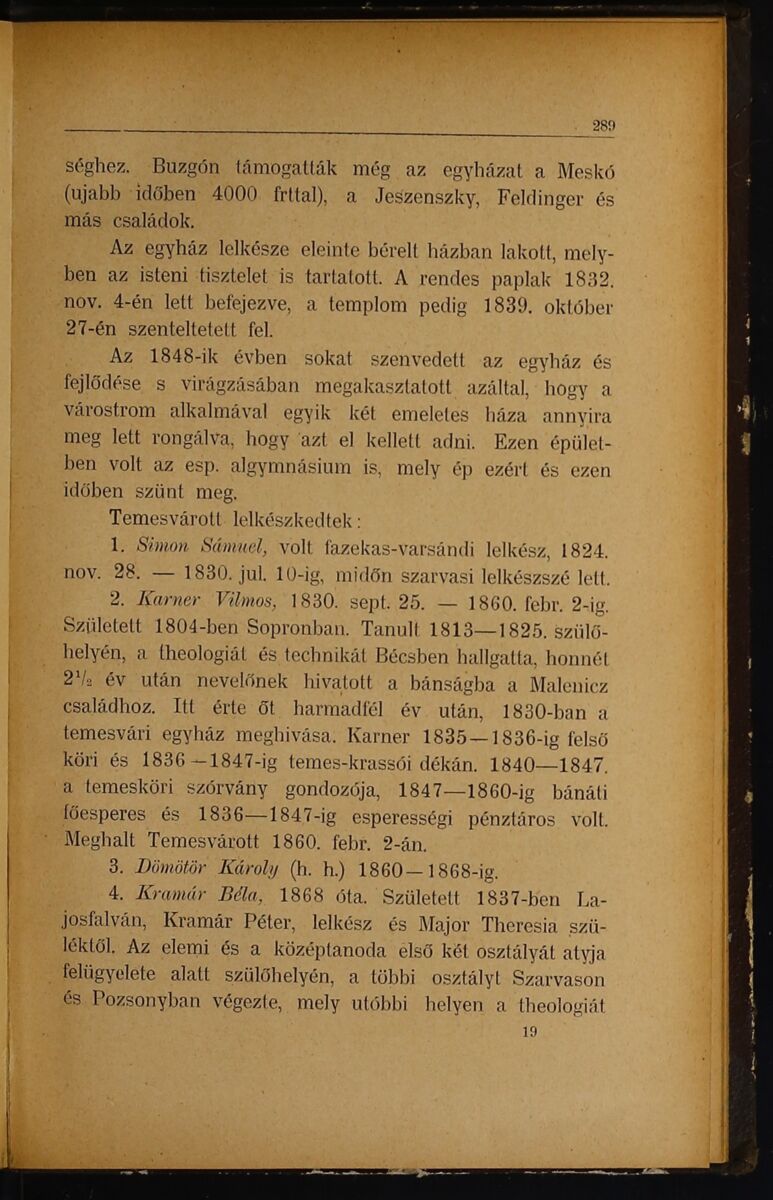 289
séghez. Buzgón támogatták még az egyházat a Meskó
(ujabb időben 4000 frttal), a Jeszenszky, Feldinger és
más családok.
Az egyház lelkésze eleinte bérelt házban lakott, mely-
ben az isteni tisztelet is tartatott. A rendes paplak 1832.
nov. 4-én lett befejezve, a templom pedig 1839. október
27-én szenteltetett fel.
Az 1848-ik évben sokat szenvedett az egyház és
fejlődése s virágzásában megakasztatott azáltal, hogy a
várostrom alkalmával egyik két emeletes háza annyira
meg lett rongálva, hogy azt el kellett adni. Ezen épület-
ben volt az esp. algymnásium is, mely ép ezért és ezen
időben szünt meg.
Temesvárott lelkészkedtek:
1. Simon Sámuel, volt fazekas-varsándi lelkész, 1824.
nov. 28. — 1830. jul. 10-ig, midőn szarvasi lelkészszé lett.
2. Karner Vilmos, 1830. sept. 25. — 1860. febr. 2-ig.
Született 1804-ben Sopronban. Tanult 1813—1825. szülő-
helyén, a theologiát és technikát Bécsben hallgatta, honnét
2½ év után nevelőnek hivatott a bánságba a Malenicz
családhoz. Itt érte őt harmadfél év után, 1830-ban a
temesvári egyház meghivása. Karner 1835—1836-ig felső
köri és 1836—1847-ig temes-krassói dékán. 1840—1847.
a temesköri szórvány gondozója, 1847—1860-ig bánáti
főesperes és 1836—1847-ig esperességi pénztáros volt.
Meghalt Temesvárott 1860. febr. 2-án.
3. Dömötör Károly (h. h.) 1860—1868-ig.
4. Kramár Béla, 1868 óta. Született 1837-ben La-
josfalván, Kramár Péter, lelkész és Major Theresia szü-
léktől. Az elemi és a középtanoda első két osztályát atyja
felügyelete alatt szülőhelyén, a többi osztályt Szarvason
és Pozsonyban végezte, mely utóbbi helyen a theologiát
19